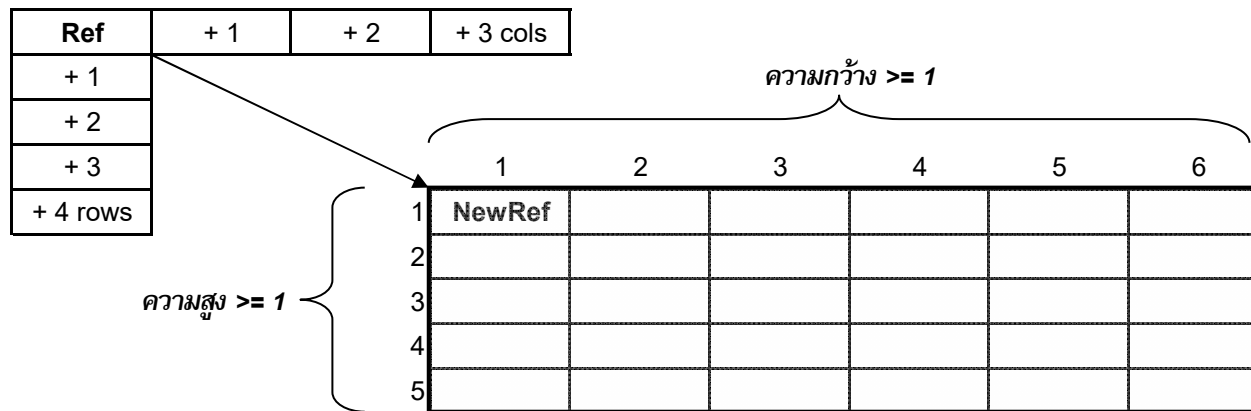 Ref + 1 + 2 + 3 cols
+ 1
+ 2
+ 3
+ 4 rows
ความกว้าง >= 1
1 2 3 4 5 6
1 NewRef
2
3
4
5
ความสูง >= 1